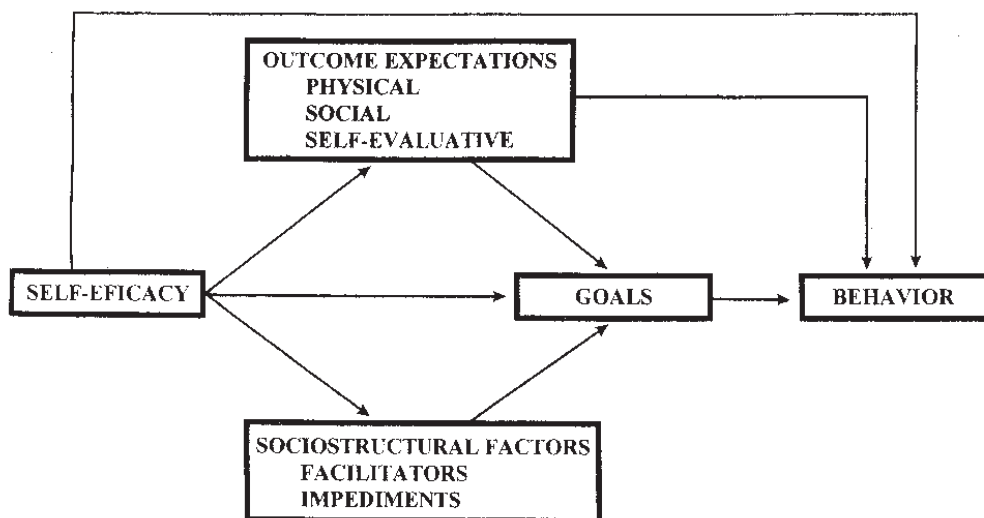 OUTCOME EXPECTATIONS
PHYSICAL
SOCIAL
SELF-EVALUATIVE
SELF-EFICACY
GOALS
BEHAVIOR
SOCIOSTRUCTURAL FACTORS
FACILITATORS
IMPEDIMENTS